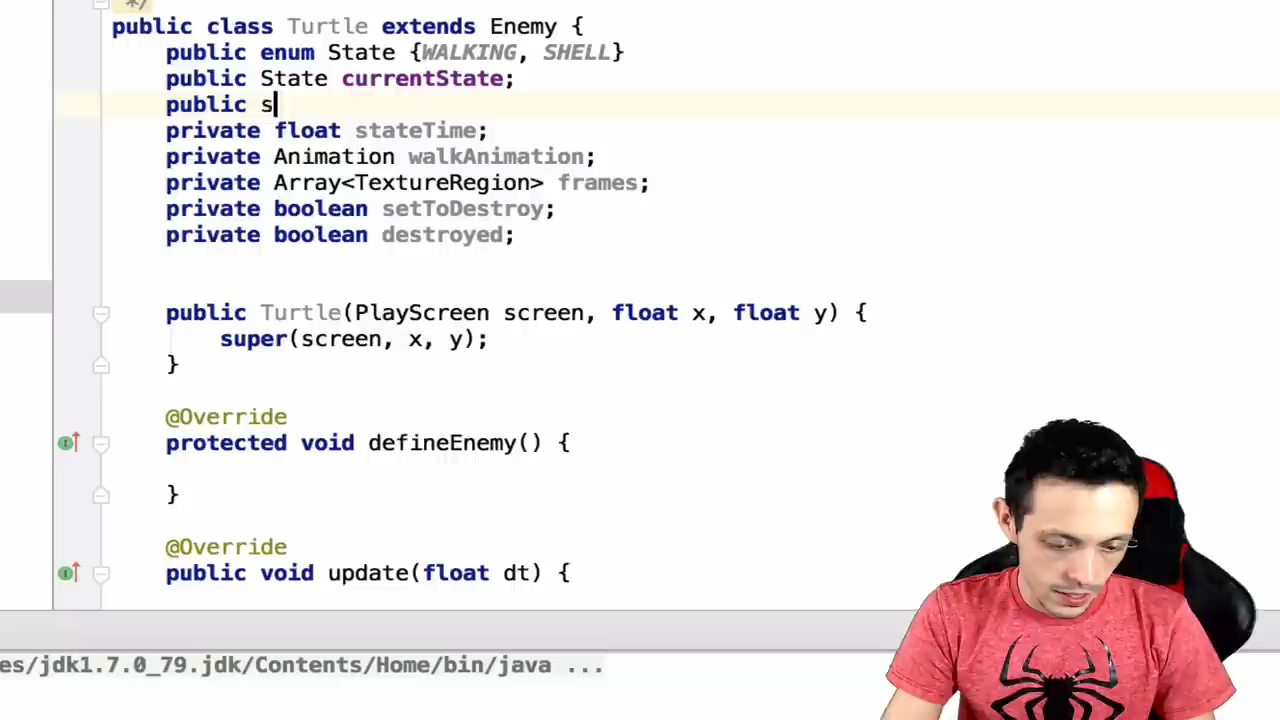 */
public class Turtle extends Enemy {
public enum State {WALKING, SHELL}
public State currentState;
public s
private float stateTime;
private Animation walkAnimation;
private Array<TextureRegion> frames;
private boolean setToDestroy;
private boolean destroyed;
public Turtle(PlayScreen screen, float x, float y) {
super(screen, x, y);
}
@Override
protected void defineEnemy() {
}
@Override
public void update(float dt) {
es/jdk1.7.0_79.jdk/Contents/Home/bin/java ...